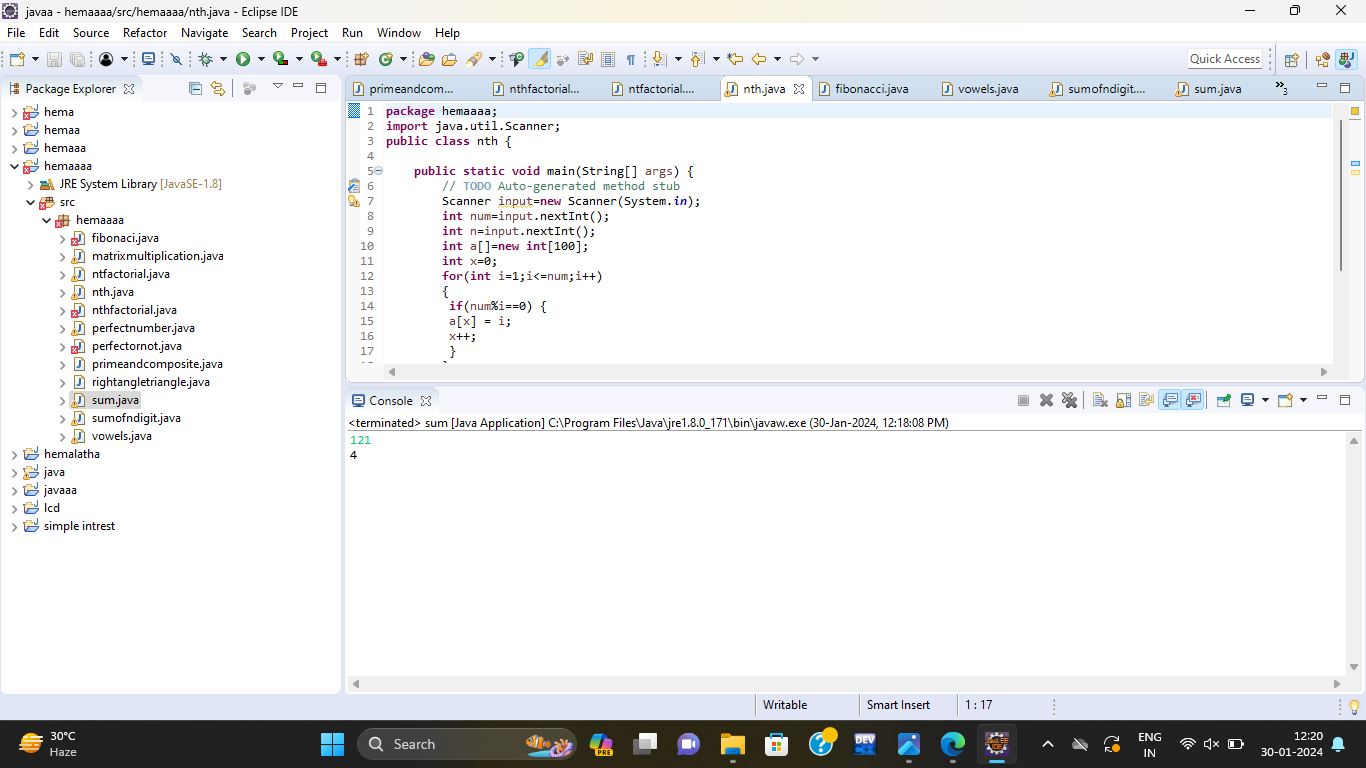 javaa - hemaaaa/src/hemaaaa/nth.java - Eclipse IDE
File Edit Source Refactor Navigate Search Project Run Window Help
Quick Access
Package Explorer
hema
hemaa
hemaaa
hemaaaa
JRE System Library [JavaSE-1.8]
src
hemaaaa
fibonaci.java
matrixmultiplication.java
ntfactorial.java
nth.java
nthfactorial.java
perfectnumber.java
perfectornot.java
primeandcomposite.java
rightangletriangle.java
sum.java
sumofndigit.java
vowels.java
hemalatha
java
javaaa
lcd
simple intrest
primeandcom... nthfactorial... ntfactorial.... nth.java fibonacci.java vowels.java sumofndigit.... sum.java »3
1 package hemaaaa;
2 import java.util.Scanner;
3 public class nth {
4
5 public static void main(String[] args) {
6 // TODO Auto-generated method stub
7 Scanner input=new Scanner(System.in);
8 int num=input.nextInt();
9 int n=input.nextInt();
10 int a[]=new int[100];
11 int x=0;
12 for(int i=1;i<=num;i++)
13 {
14 if(num%i==0) {
15 a[x] = i;
16 x++;
17 }
Console
<terminated> sum [Java Application] C:\Program Files\Java\jre1.8.0_171\bin\javaw.exe (30-Jan-2024, 12:18:08 PM)
121
4
Writable Smart Insert 1 : 17
30°C
Haze
Search
PRE
DEV
JAVA EE
IDE
ENG
IN
12:20
30-01-2024